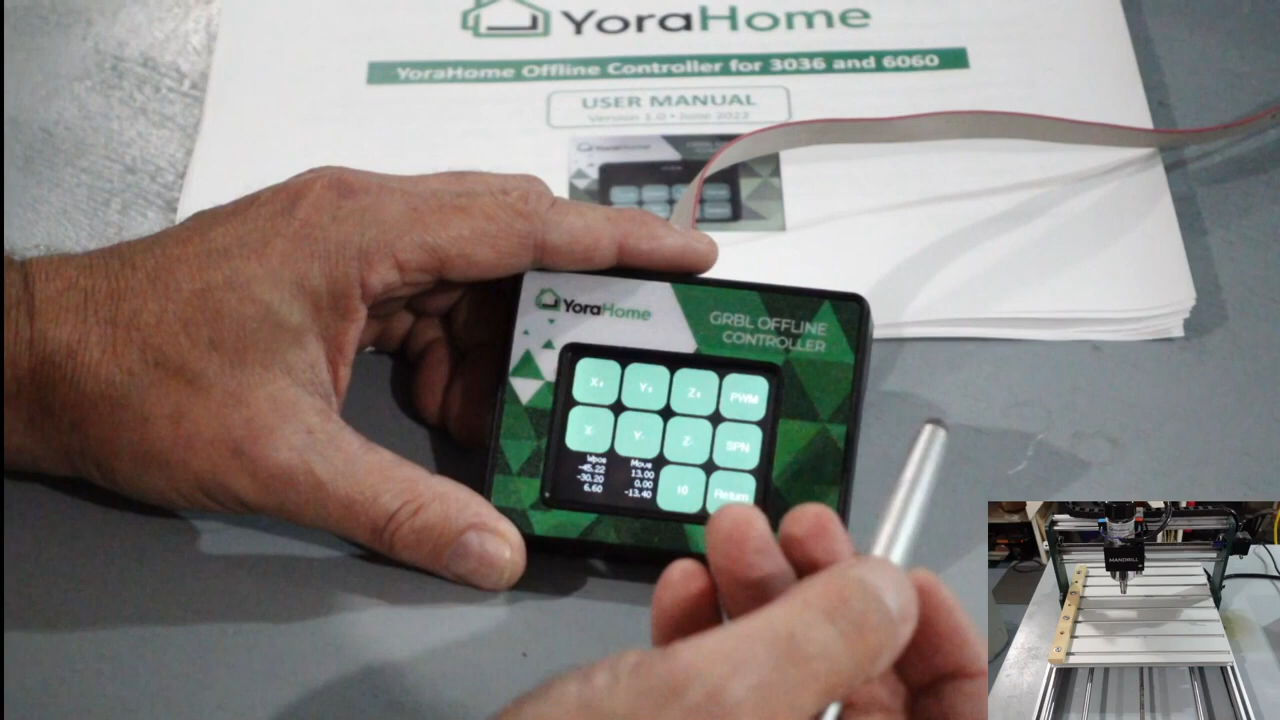 YoraHome
YoraHome Offline Controller for 3036 and 6060
USER MANUAL
Version 1.0 • June 2022
YoraHome
GRBL OFFLINE
CONTROLLER
X+ Y+ Z+ PWM
X- Y- Z- SPN
Wpos Move
-45.22 13.00
-30.20 0.00
6.60 -13.40
10 Return
MANDRILL